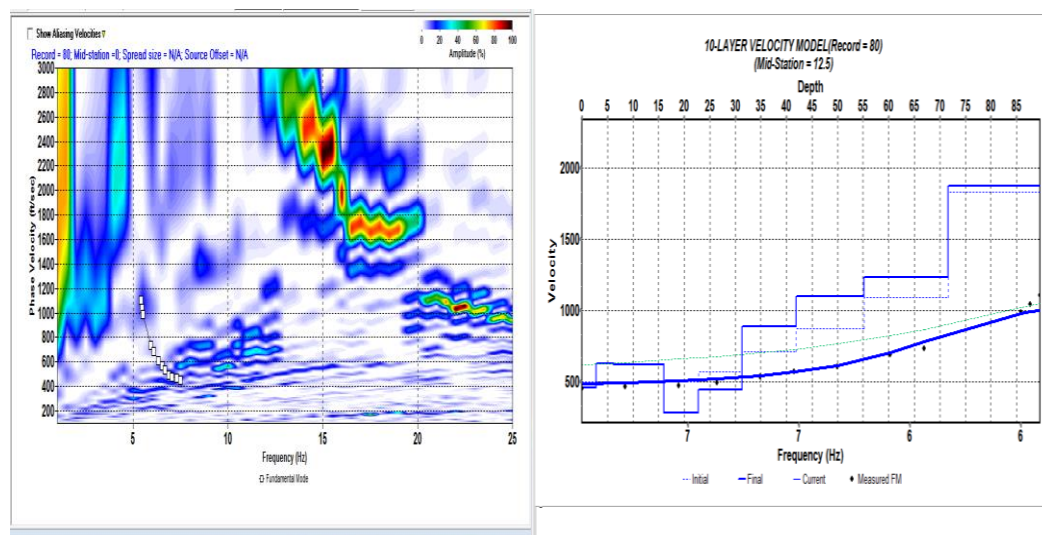 Show Aliasing Velocities
0 20 40 60 80 100
Amplitude (%)
Record = 80; Mid-station =0; Spread size = N/A; Source Offset = N/A
3000
2800
2600
2400
2200
2000
1800
1600
1400
1200
1000
800
600
400
200
Phase Velocity (ft/sec)
5 10 15 20 25
Frequency (Hz)
Fundamental Mode
10-LAYER VELOCITY MODEL(Record = 80)
(Mid-Station = 12.5)
Depth
0 5 10 15 20 25 30 35 40 45 50 55 60 65 70 75 80 85
2000
1500
1000
500
Velocity
7 7 6 6
Frequency (Hz)
Initial Final Current Measured FM